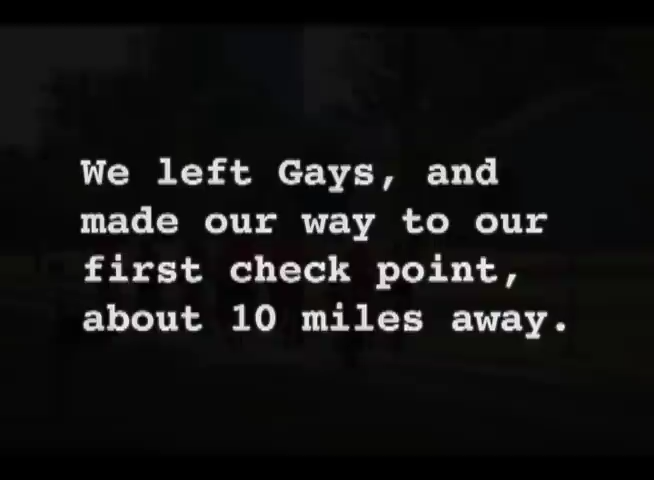 We left Gays, and
made our way to our
first check point,
about 10 miles away.